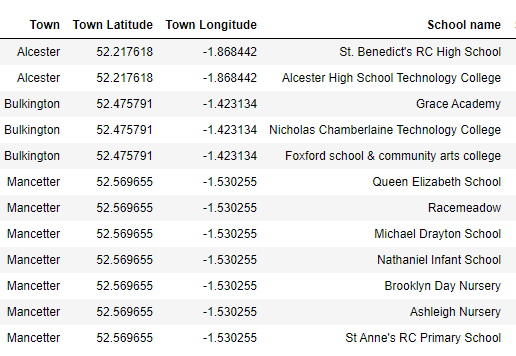 Town Town Latitude Town Longitude School name
Alcester 52.217618 -1.868442 St. Benedict's RC High School
Alcester 52.217618 -1.868442 Alcester High School Technology College
Bulkington 52.475791 -1.423134 Grace Academy
Bulkington 52.475791 -1.423134 Nicholas Chamberlaine Technology College
Bulkington 52.475791 -1.423134 Foxford school & community arts college
Mancetter 52.569655 -1.530255 Queen Elizabeth School
Mancetter 52.569655 -1.530255 Racemeadow
Mancetter 52.569655 -1.530255 Michael Drayton School
Mancetter 52.569655 -1.530255 Nathaniel Infant School
Mancetter 52.569655 -1.530255 Brooklyn Day Nursery
Mancetter 52.569655 -1.530255 Ashleigh Nursery
Mancetter 52.569655 -1.530255 St Anne's RC Primary School